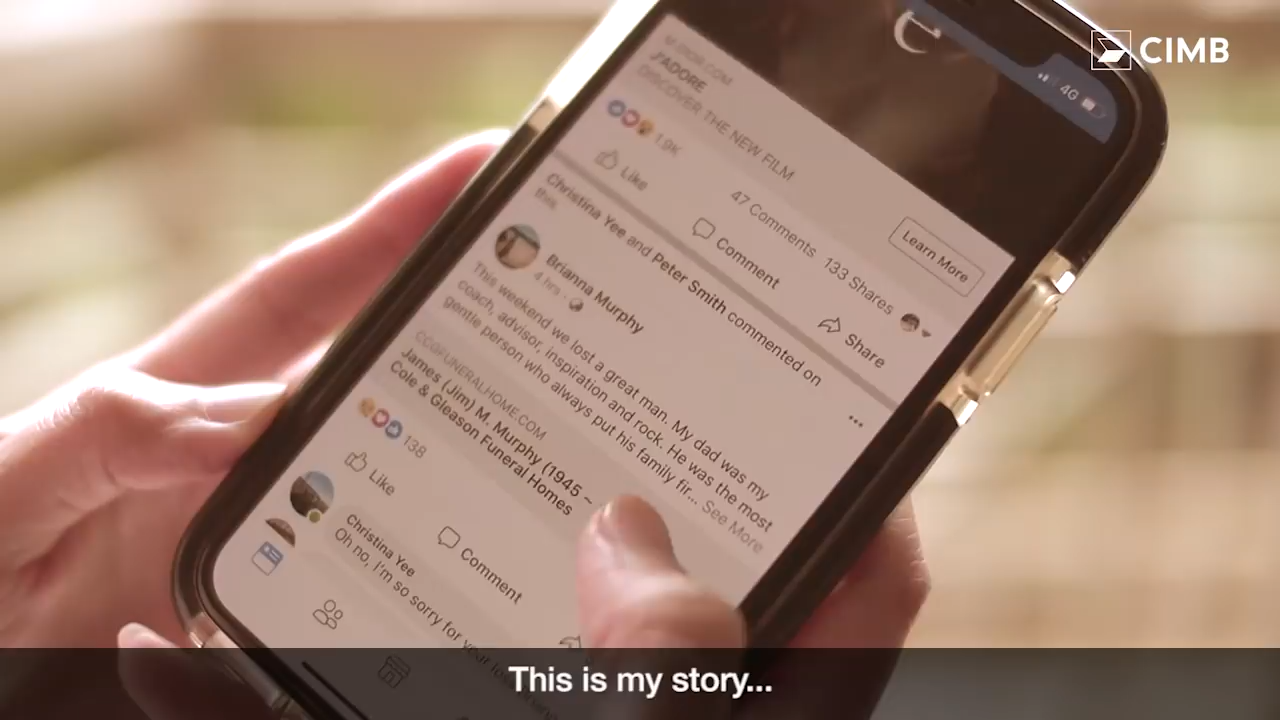 CIMB
4G
J'ADORE
DISCOVER THE NEW FILM
Learn More
1.9K
47 Comments 133 Shares
Like
Comment
Share
Christina Yee and Peter Smith commented on
this.
Brianna Murphy
4 hrs
This weekend we lost a great man. My dad was my
coach, advisor, inspiration and rock. He was the most
gentle person who always put his family fir... See More
CCGFUNERALHOME.COM
James (Jim) M. Murphy (1945 ~
Cole & Gleason Funeral Homes
138
Like
Comment
Christina Yee
Oh no, I'm so sorry for your
This is my story...